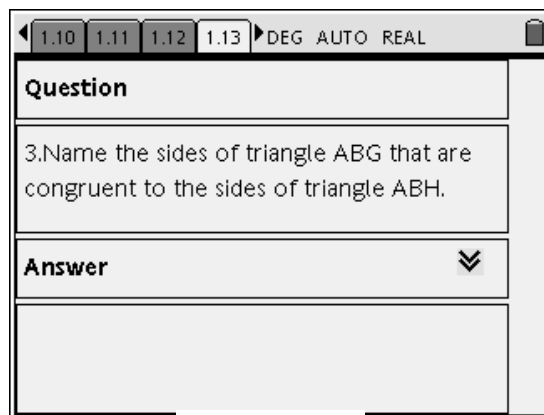 1.10 1.11 1.12 1.13 DEG AUTO REAL
Question
3.Name the sides of triangle ABG that are
congruent to the sides of triangle ABH.
Answer